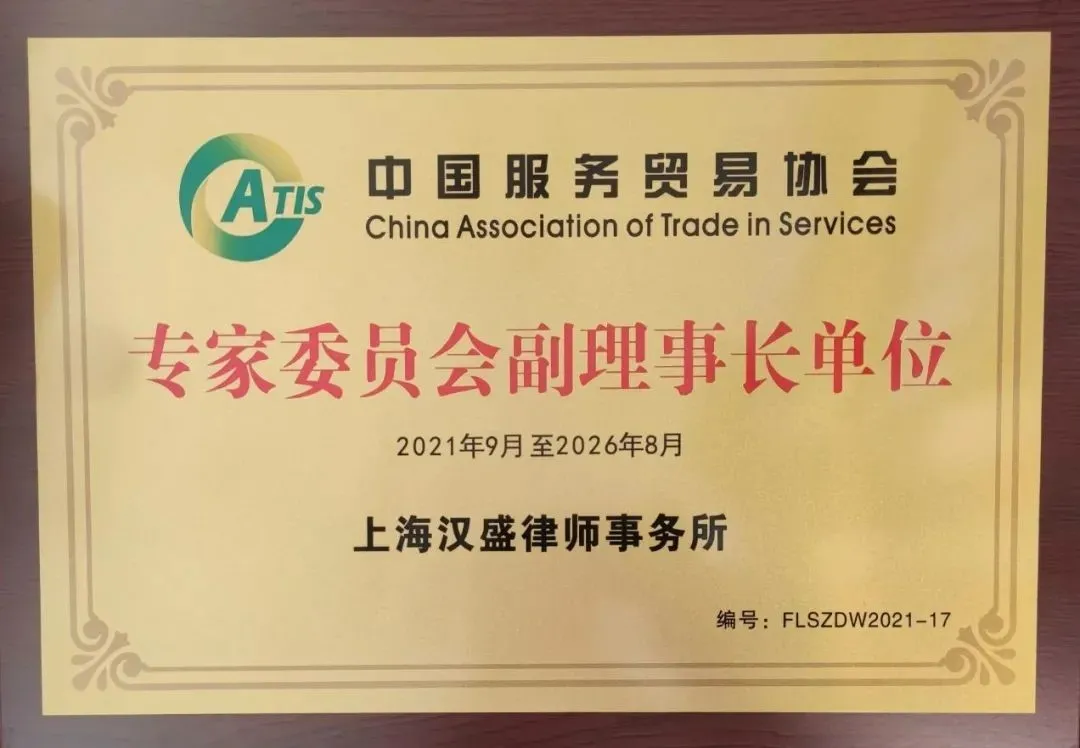 CATIS
中国服务贸易协会
China Association of Trade in Services
专家委员会副理事长单位
2021年9月至2026年8月
上海汉盛律师事务所
编号：FLSZDW2021-17